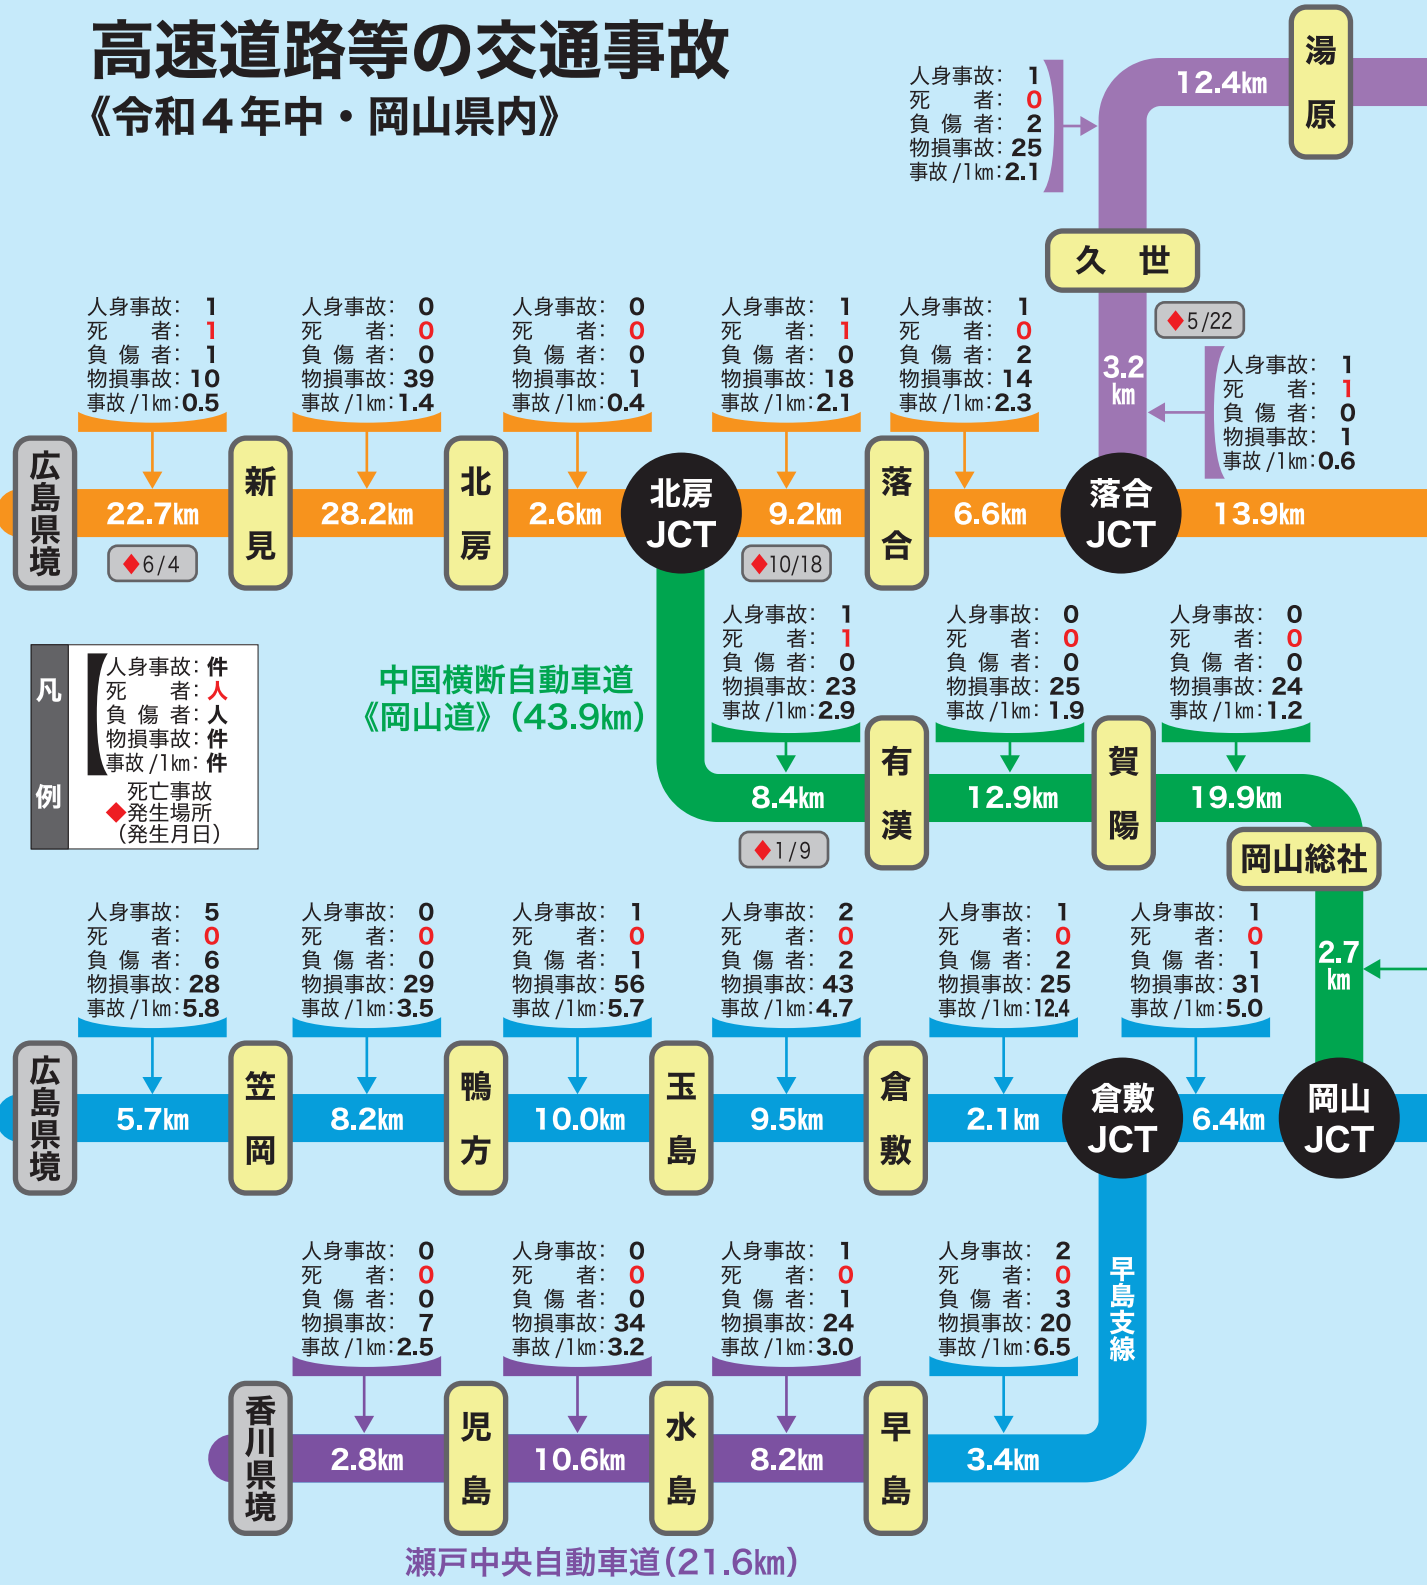 高速道路等の交通事故
《令和4年中・岡山県内》
人身事故: 1
死者: 0
負傷者: 2
物損事故: 25
事故/1km: 2.1
12.4km
湯原
久世
◆5/22
3.2km
人身事故: 1
死者: 1
負傷者: 0
物損事故: 1
事故/1km: 0.6
人身事故: 1
死者: 1
負傷者: 1
物損事故: 10
事故/1km: 0.5
人身事故: 0
死者: 0
負傷者: 0
物損事故: 39
事故/1km: 1.4
人身事故: 0
死者: 0
負傷者: 0
物損事故: 1
事故/1km: 0.4
人身事故: 1
死者: 1
負傷者: 0
物損事故: 18
事故/1km: 2.1
人身事故: 1
死者: 0
負傷者: 2
物損事故: 14
事故/1km: 2.3
広島県境
22.7km
新見
28.2km
北房
2.6km
北房
JCT
9.2km
落合
6.6km
落合
JCT
13.9km
◆6/4
◆10/18
凡例
人身事故: 件
死者: 人
負傷者: 人
物損事故: 件
事故/1km: 件
死亡事故
◆発生場所
(発生月日)
中国横断自動車道
《岡山道》(43.9km)
人身事故: 1
死者: 1
負傷者: 0
物損事故: 23
事故/1km: 2.9
人身事故: 0
死者: 0
負傷者: 0
物損事故: 25
事故/1km: 1.9
人身事故: 0
死者: 0
負傷者: 0
物損事故: 24
事故/1km: 1.2
8.4km
有漢
12.9km
賀陽
19.9km
岡山総社
◆1/9
2.7km
人身事故: 5
死者: 0
負傷者: 6
物損事故: 28
事故/1km: 5.8
人身事故: 0
死者: 0
負傷者: 0
物損事故: 29
事故/1km: 3.5
人身事故: 1
死者: 0
負傷者: 1
物損事故: 56
事故/1km: 5.7
人身事故: 2
死者: 0
負傷者: 2
物損事故: 43
事故/1km: 4.7
人身事故: 1
死者: 0
負傷者: 2
物損事故: 25
事故/1km: 12.4
人身事故: 1
死者: 0
負傷者: 1
物損事故: 31
事故/1km: 5.0
広島県境
5.7km
笠岡
8.2km
鴨方
10.0km
玉島
9.5km
倉敷
2.1km
倉敷
JCT
6.4km
岡山
JCT
人身事故: 0
死者: 0
負傷者: 0
物損事故: 7
事故/1km: 2.5
人身事故: 0
死者: 0
負傷者: 0
物損事故: 34
事故/1km: 3.2
人身事故: 1
死者: 0
負傷者: 1
物損事故: 24
事故/1km: 3.0
人身事故: 2
死者: 0
負傷者: 3
物損事故: 20
事故/1km: 6.5
早島支線
香川県境
2.8km
児島
10.6km
水島
8.2km
早島
3.4km
瀬戸中央自動車道(21.6km)